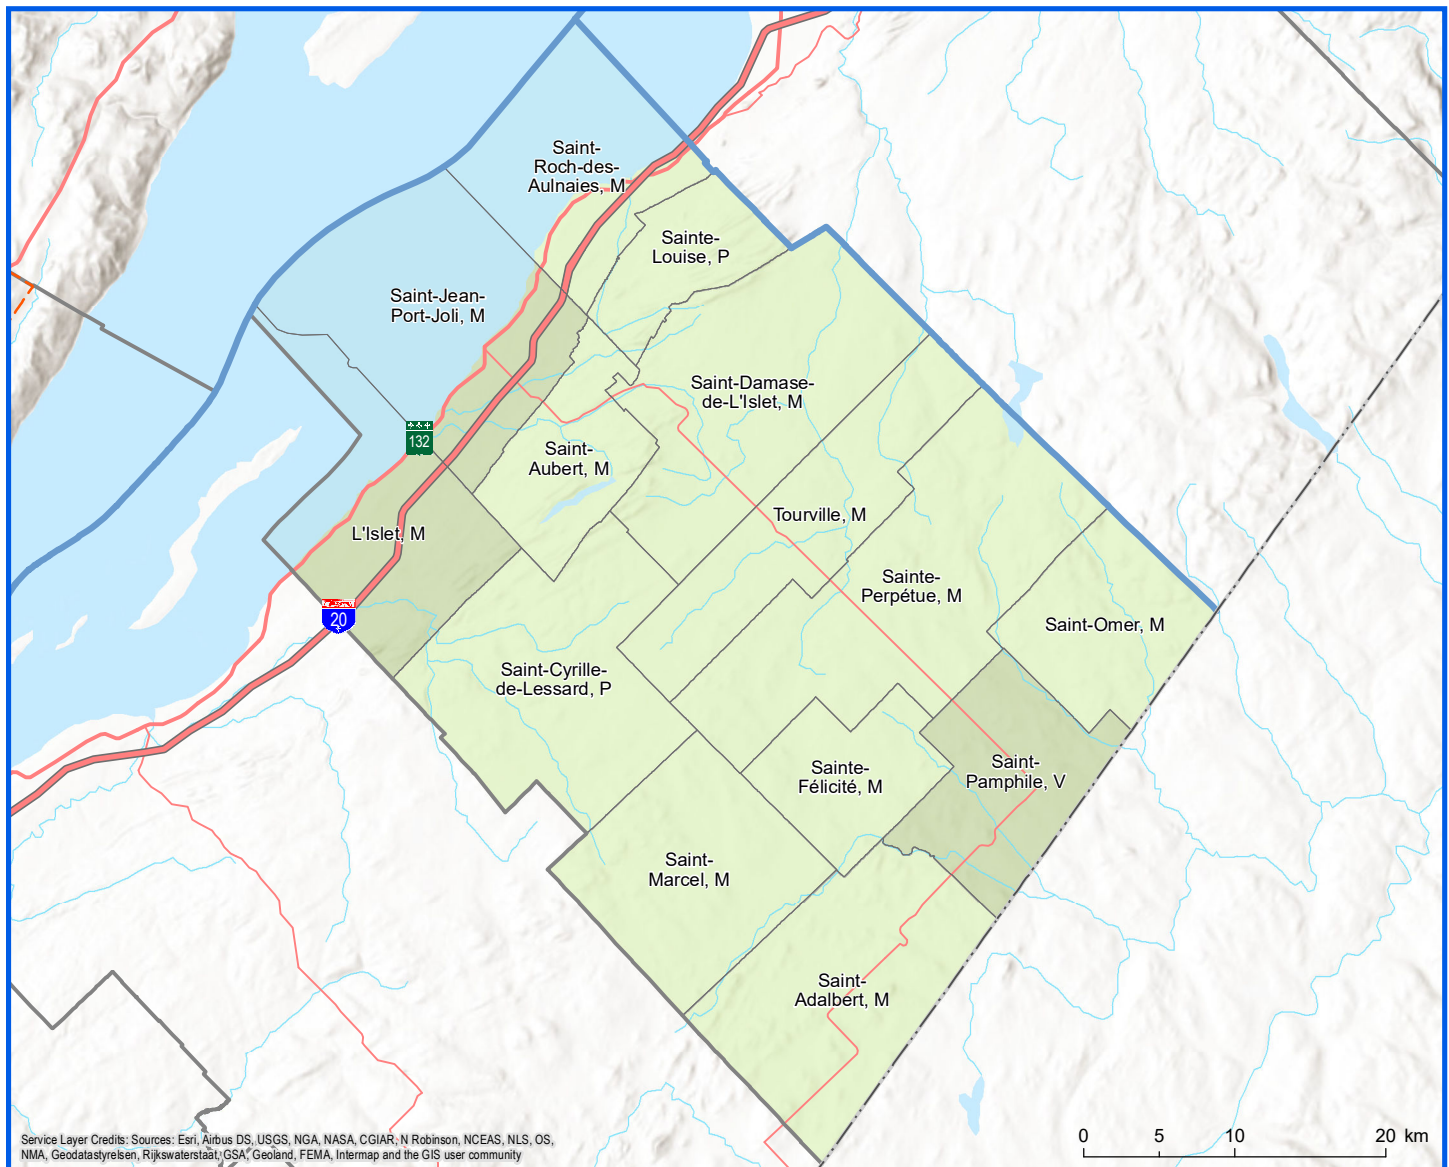 Saint-
Roch-des-
Aulnaies, M
Sainte-
Louise, P
Saint-Jean-
Port-Joli, M
Saint-Damase-
de-L'Islet, M
132
Saint-
Aubert, M
L'Islet, M
Tourville, M
Sainte-
Perpétue, M
20
Saint-Omer, M
Saint-Cyrille-
de-Lessard, P
Sainte-
Félicité, M
Saint-
Pamphile, V
Saint-
Marcel, M
Saint-
Adalbert, M
0 5 10 20 km
Service Layer Credits: Sources: Esri, Airbus DS, USGS, NGA, NASA, CGIAR, N Robinson, NCEAS, NLS, OS,
NMA, Geodatastyrelsen, Rijkswaterstaat, GSA, Geoland, FEMA, Intermap and the GIS user community